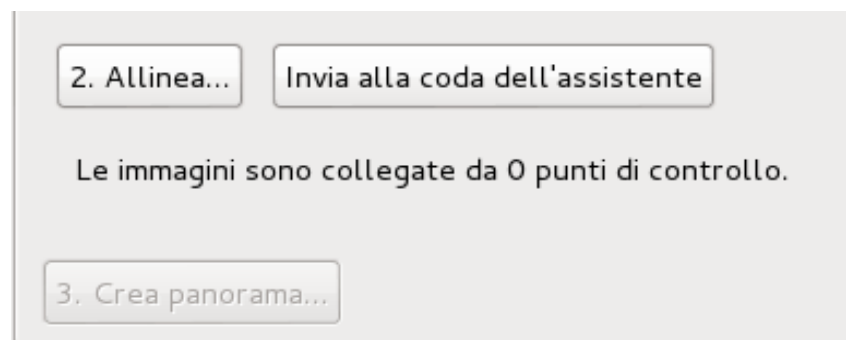 2. Allinea... Invia alla coda dell'assistente
Le immagini sono collegate da 0 punti di controllo.
3. Crea panorama...